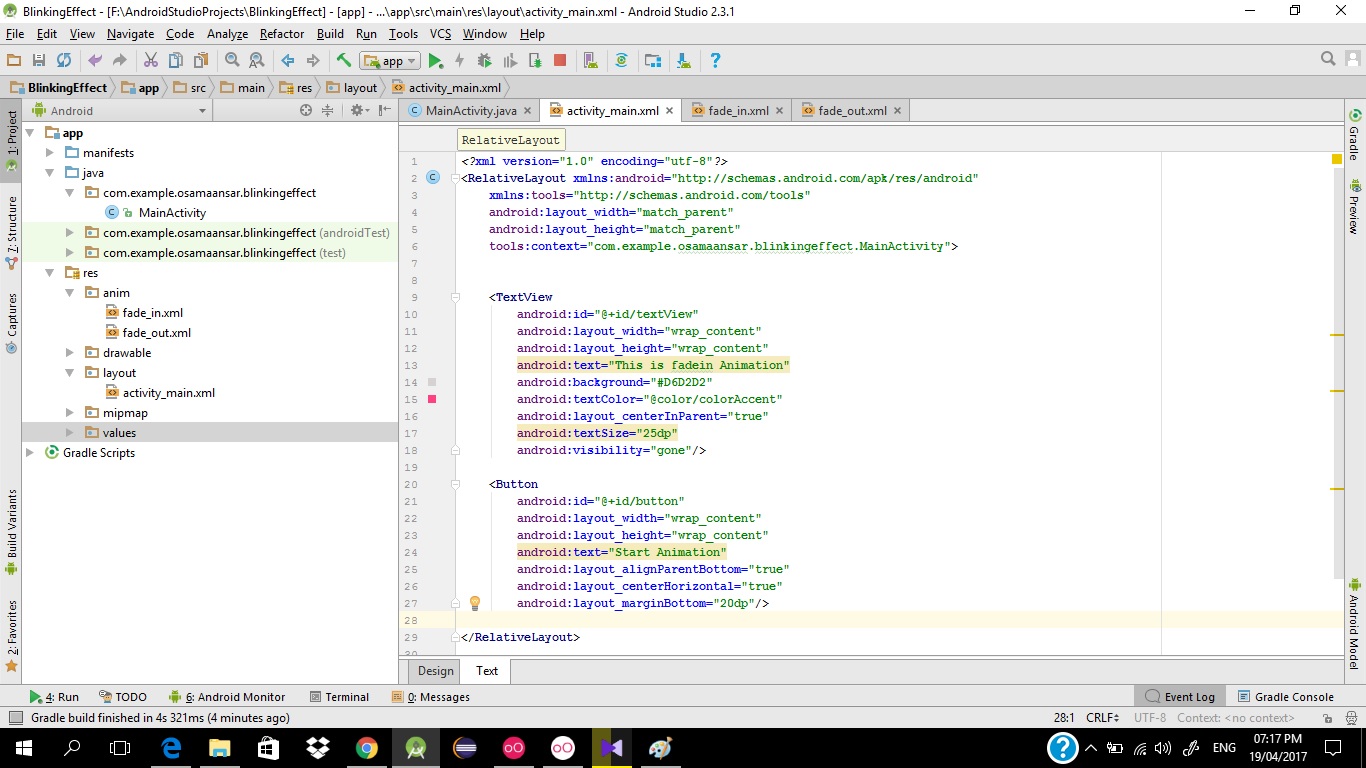 BlinkingEffect - [F:\AndroidStudioProjects\BlinkingEffect] - [app] - ...\app\src\main\res\layout\activity_main.xml - Android Studio 2.3.1
File Edit View Navigate Code Analyze Refactor Build Run Tools VCS Window Help
app
BlinkingEffect app src main res layout activity_main.xml
Android
MainActivity.java activity_main.xml fade_in.xml fade_out.xml
1: Project
7: Structure
Captures
Build Variants
2: Favorites
app
manifests
java
com.example.osamaansar.blinkingeffect
MainActivity
com.example.osamaansar.blinkingeffect (androidTest)
com.example.osamaansar.blinkingeffect (test)
res
anim
fade_in.xml
fade_out.xml
drawable
layout
activity_main.xml
mipmap
values
Gradle Scripts
RelativeLayout
1 <?xml version="1.0" encoding="utf-8"?>
2 <RelativeLayout xmlns:android="http://schemas.android.com/apk/res/android"
3 xmlns:tools="http://schemas.android.com/tools"
4 android:layout_width="match_parent"
5 android:layout_height="match_parent"
6 tools:context="com.example.osamaansar.blinkingeffect.MainActivity">
7
8
9 <TextView
10 android:id="@+id/textView"
11 android:layout_width="wrap_content"
12 android:layout_height="wrap_content"
13 android:text="This is fadein Animation"
14 android:background="#D6D2D2"
15 android:textColor="@color/colorAccent"
16 android:layout_centerInParent="true"
17 android:textSize="25dp"
18 android:visibility="gone"/>
19
20 <Button
21 android:id="@+id/button"
22 android:layout_width="wrap_content"
23 android:layout_height="wrap_content"
24 android:text="Start Animation"
25 android:layout_alignParentBottom="true"
26 android:layout_centerHorizontal="true"
27 android:layout_marginBottom="20dp"/>
28
29 </RelativeLayout>
30
Design Text
Gradle
Preview
Android Model
4: Run TODO 6: Android Monitor Terminal 0: Messages Event Log Gradle Console
Gradle build finished in 4s 321ms (4 minutes ago) 28:1 CRLF UTF-8 Context: <no context>
ENG
07:17 PM
19/04/2017